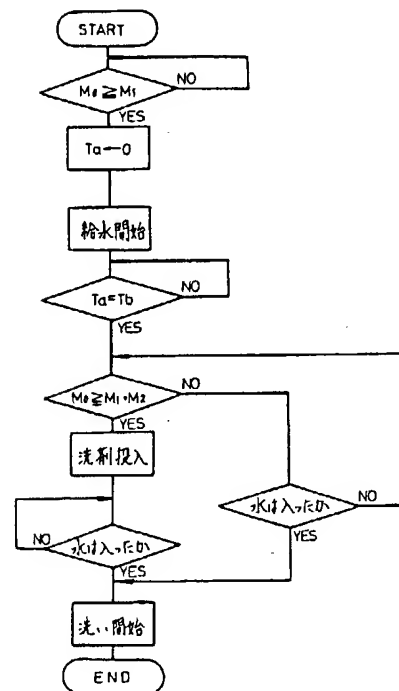 START
M₀ ≧ M₁
NO
YES
Ta←0
給水開始
Ta=Tb
NO
YES
M₀ ≧ M₁+M₂
NO
YES
洗剤投入
水は入ったか
NO
YES
水は入ったか
NO
YES
洗い開始
END